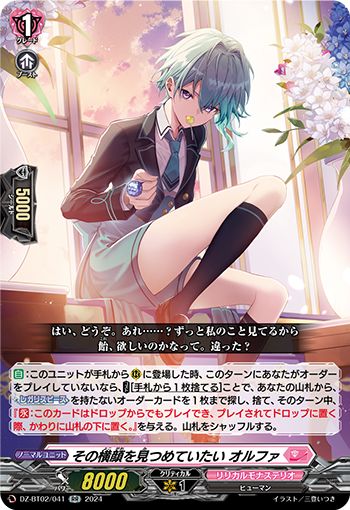 1
グレード
ブースト
5000
シールド
はい、どうぞ。あれ……？ずっと私のこと見てるから
飴、欲しいのかなって。違った？
自：このユニットが手札からRに登場した時、このターンにあなたがオーダー
をプレイしていないなら、コスト[手札から１枚捨てる]ことで、あなたの山札から、
レガリスピースを持たないオーダーカードを１枚まで探し、捨て、そのターン中、
『永：このカードはドロップからでもプレイでき、プレイされてドロップに置く
際、かわりに山札の下に置く。』を与える。山札をシャッフルする。
ノーマルユニット
その横顔を見つめていたい オルファ
リリカルモナステリオ
パワー
8000
クリティカル
1
ヒューマン
D DZ-BT02/041 RR 2024
イラスト／三登いつき